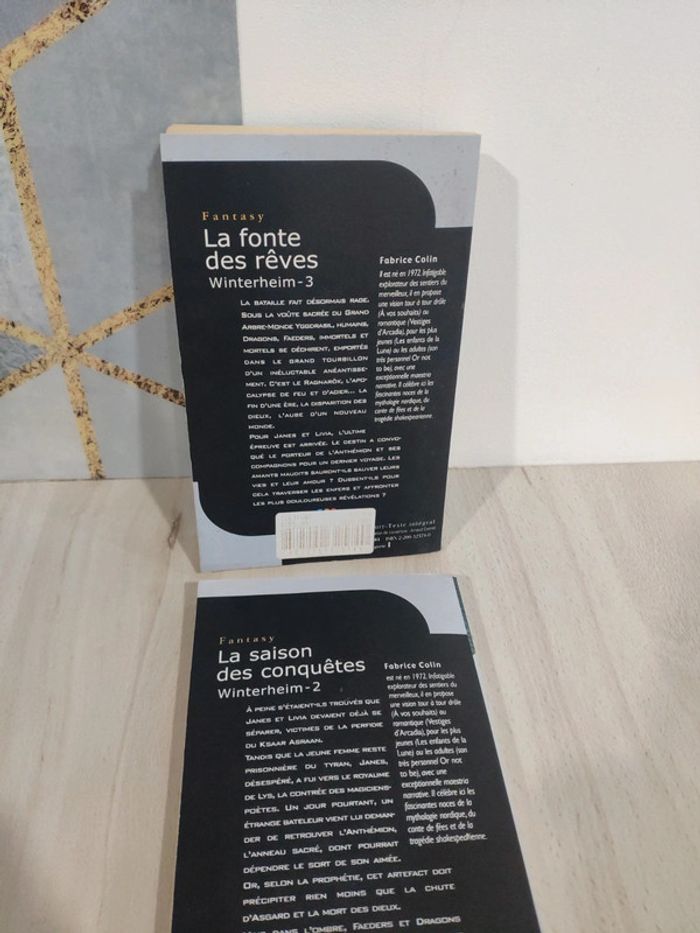 Fantasy
La fonte
des rêves
Winterheim-3
La bataille fait désormais rage.
Sous la voûte sacrée du Grand
Arbre-Monde Yggdrasil, humains,
Dragons, Faeders, immortels et
mortels se déchirent, emportés
dans le grand tourbillon
d'un inéluctable anéantisse-
ment. C'est le Ragnarök, l'apo-
calypse de feu et d'acier... la
fin d'une ère, la disparition des
dieux, l'aube d'un nouveau
monde.
Pour Janes et Livia, l'ultime
épreuve est arrivée. Le destin a convo-
qué le porteur de l'Anthémion et ses
compagnons pour un dernier voyage. Les
amants maudits sauront-ils sauver leurs
vies et leur amour ? Dussent-ils pour
cela traverser les enfers et affronter
les plus douloureuses révélations ?
Fabrice Colin
Il est né en 1972. Infatigable
explorateur des sentiers du
merveilleux, il en propose
une vision tour à tour drôle
(À vos souhaits) ou
romantique (Vestiges
d'Arcadia), pour les plus
jeunes (Les enfants de la
Lune) ou les adultes (son
très personnel Or not
to be), avec une
exceptionnelle maestria
narrative. Il célèbre ici les
fascinantes noces de la
mythologie nordique, du
conte de fées et de la
tragédie shakespearienne.
Texte intégral
Fantasy
La saison
des conquêtes
Winterheim-2
À peine s'étaient-ils trouvés que
Janes et Livia devaient déjà se
séparer, victimes de la perfidie
du Ksaar Asraan.
Tandis que la jeune femme reste
prisonnière du tyran, Janes,
désespéré, a fui vers le royaume
de Lys, la contrée des magiciens-
poètes. Un jour pourtant, un
étrange bateleur vient lui deman-
der de retrouver l'Anthémion,
l'anneau sacré, dont pourrait
dépendre le sort de son aimée.
Or, selon la prophétie, cet artefact doit
précipiter rien moins que la chute
d'Asgard et la mort des dieux.
dans l'ombre, Faeders et Dragons
Fabrice Colin
est né en 1972. Infatigable
explorateur des sentiers du
merveilleux, il en propose
une vision tour à tour drôle
(À vos souhaits) ou
romantique (Vestiges
d'Arcadia), pour les plus
jeunes (Les enfants de la
Lune) ou les adultes (son
très personnel Or not
to be), avec une
exceptionnelle maestria
narrative. Il célèbre ici les
fascinantes noces de la
mythologie nordique, du
conte de fées et de la
tragédie shakespearienne.